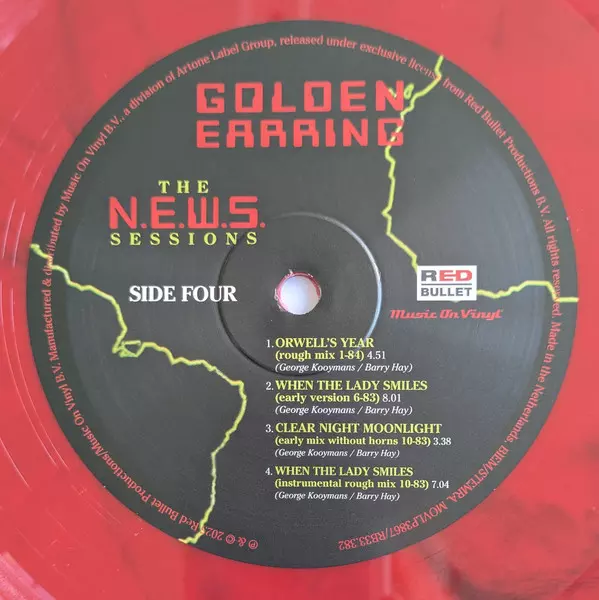 GOLDEN
EARRING
THE
N.E.W.S.
SESSIONS
SIDE FOUR
RED
BULLET
Music On Vinyl
1. ORWELL'S YEAR
(rough mix 1-84) 4.51
(George Kooymans / Barry Hay)
2. WHEN THE LADY SMILES
(early version 6-83) 8.01
(George Kooymans / Barry Hay)
3. CLEAR NIGHT MOONLIGHT
(early mix without horns 10-83) 3.38
(George Kooymans / Barry Hay)
4. WHEN THE LADY SMILES
(instrumental rough mix 10-83) 7.04
(George Kooymans / Barry Hay)
℗ & © Red Bullet Productions/Music On Vinyl B.V. Manufactured & distributed by Music On Vinyl B.V., a division of Artone Label Group, released under exclusive license from Red Bullet Productions B.V. All rights reserved. Made in the Netherlands. BIEM/STEMRA. MOVLP3867/RB33.382